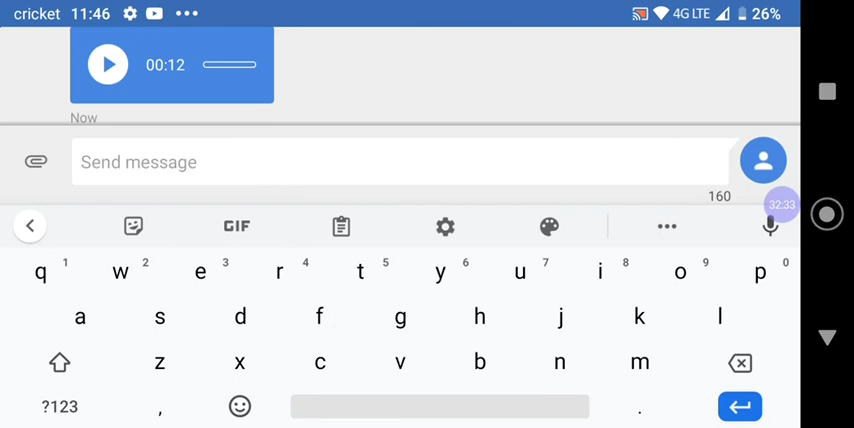 cricket 11:46 4G LTE 26%
00:12
Now
Send message
160
32:33
GIF
q 1 w 2 e 3 r 4 t 5 y 6 u 7 i 8 o 9 p 0
a s d f g h j k l
z x c v b n m
?123 , .